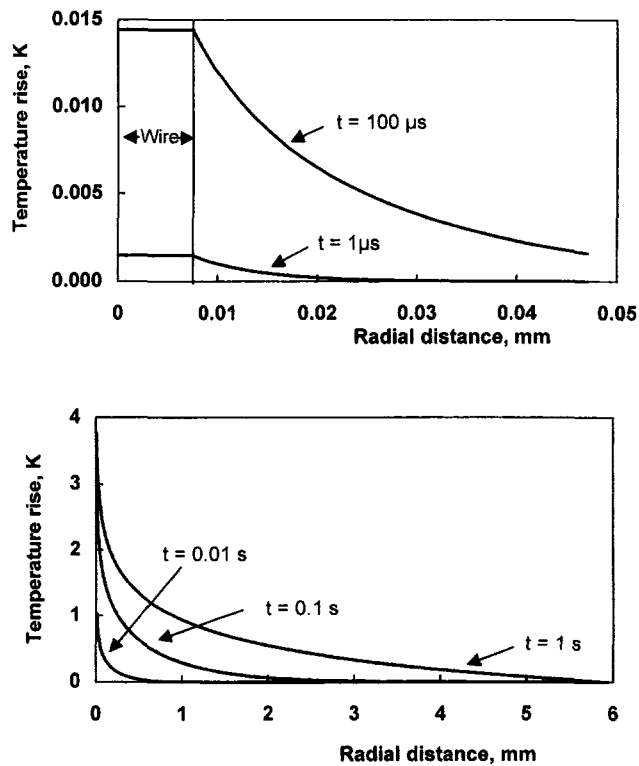 Temperature rise, K
0.015
0.010
0.005
0.000
Wire
t = 100 µs
t = 1µs
0
0.01
0.02
0.03
0.04
0.05
Radial distance, mm
Temperature rise, K
4
3
2
1
0
t = 0.01 s
t = 0.1 s
t = 1 s
0
1
2
3
4
5
6
Radial distance, mm